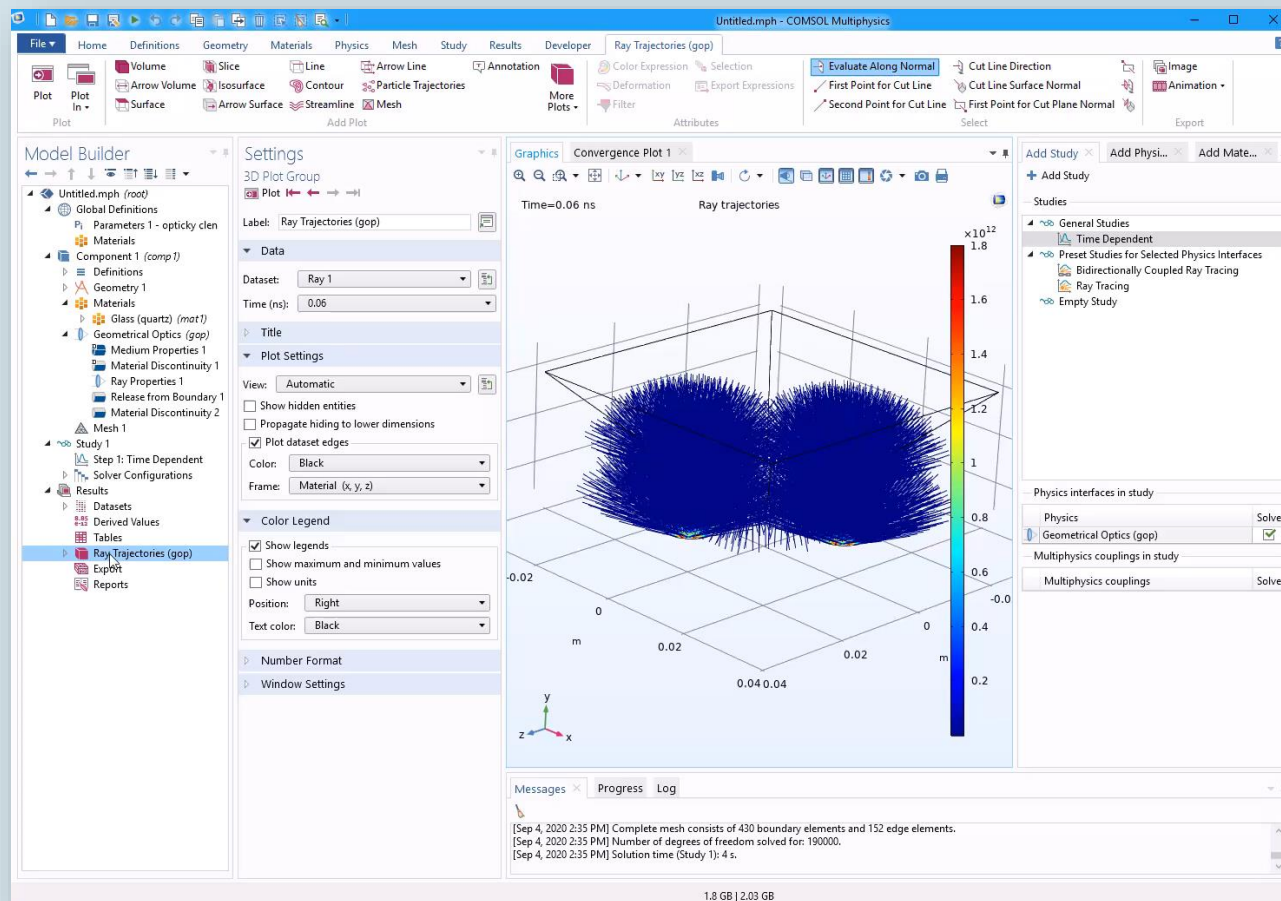 Untitled.mph - COMSOL Multiphysics
File Home Definitions Geometry Materials Physics Mesh Study Results Developer Ray Trajectories (gop)
Plot
Plot In
Plot
Volume Slice Line Arrow Line Annotation
Arrow Volume Isosurface Contour Particle Trajectories
Surface Arrow Surface Streamline Mesh
More Plots
Add Plot
Color Expression Selection
Deformation Export Expressions
Filter
Attributes
Evaluate Along Normal Cut Line Direction
First Point for Cut Line Cut Line Surface Normal
Second Point for Cut Line First Point for Cut Plane Normal
Select
Image
Animation
Export
Model Builder
Untitled.mph (root)
Global Definitions
Pi Parameters 1 - opticky clen
Materials
Component 1 (comp1)
Definitions
Geometry 1
Materials
Glass (quartz) (mat1)
Geometrical Optics (gop)
Medium Properties 1
Material Discontinuity 1
Ray Properties 1
Release from Boundary 1
Material Discontinuity 2
Mesh 1
Study 1
Step 1: Time Dependent
Solver Configurations
Results
Datasets
8.85 e-12 Derived Values
Tables
Ray Trajectories (gop)
Export
Reports
Settings
3D Plot Group
Plot
Label: Ray Trajectories (gop)
Data
Dataset: Ray 1
Time (ns): 0.06
Title
Plot Settings
View: Automatic
Show hidden entities
Propagate hiding to lower dimensions
Plot dataset edges
Color: Black
Frame: Material (x, y, z)
Color Legend
Show legends
Show maximum and minimum values
Show units
Position: Right
Text color: Black
Number Format
Window Settings
Graphics Convergence Plot 1
xy yz xz
Time=0.06 ns Ray trajectories
×10¹²
1.8
1.6
1.4
1.2
1
0.8
0.6
0.4
0.2
-0.02
0
m
0.02
0.04 0.04
0.02
m
0
-0.0
y
z x
Add Study Add Physi... Add Mate...
+ Add Study
Studies
General Studies
Time Dependent
Preset Studies for Selected Physics Interfaces
Bidirectionally Coupled Ray Tracing
Ray Tracing
Empty Study
Physics interfaces in study
Physics Solve
Geometrical Optics (gop)
Multiphysics couplings in study
Multiphysics couplings Solve
Messages Progress Log
[Sep 4, 2020 2:35 PM] Complete mesh consists of 430 boundary elements and 152 edge elements.
[Sep 4, 2020 2:35 PM] Number of degrees of freedom solved for: 190000.
[Sep 4, 2020 2:35 PM] Solution time (Study 1): 4 s.
1.8 GB | 2.03 GB